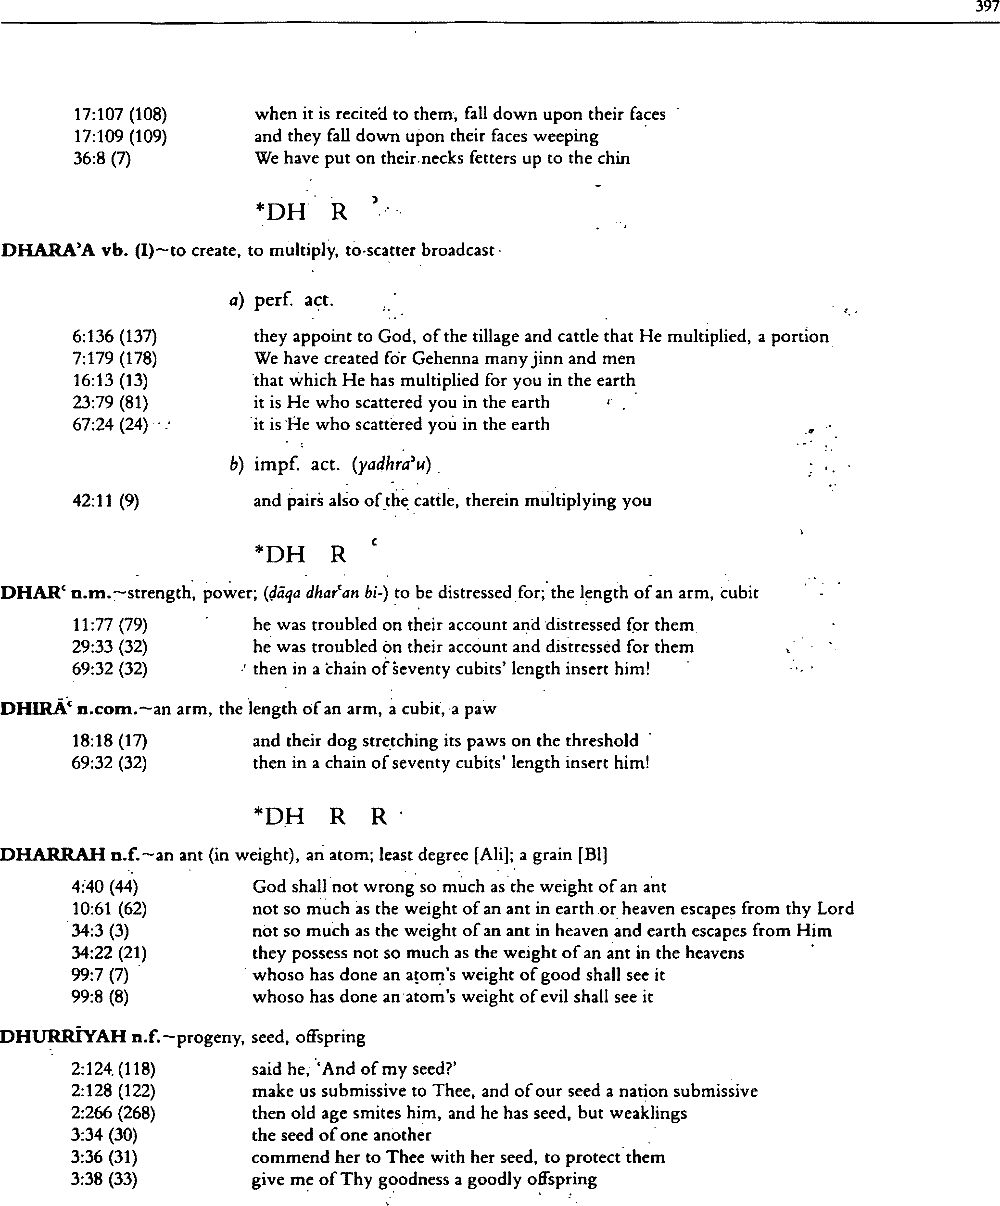 397
17:107 (108) when it is recited to them, fall down upon their faces
17:109 (109) and they fall down upon their faces weeping
36:8 (7) We have put on their necks fetters up to the chin
*DH R ʾ
DHARAʾA vb. (I)—to create, to multiply, to scatter broadcast
a) perf. act.
6:136 (137) they appoint to God, of the tillage and cattle that He multiplied, a portion
7:179 (178) We have created for Gehenna many jinn and men
16:13 (13) that which He has multiplied for you in the earth
23:79 (81) it is He who scattered you in the earth
67:24 (24) it is He who scattered you in the earth
b) impf. act. (yadhraʾu)
42:11 (9) and pairs also of the cattle, therein multiplying you
*DH R ʿ
DHARʿ n.m.—strength, power; (ḍāqa dharʿan bi-) to be distressed for; the length of an arm, cubit
11:77 (79) he was troubled on their account and distressed for them
29:33 (32) he was troubled on their account and distressed for them
69:32 (32) then in a chain of seventy cubits' length insert him!
DHIRĀʿ n.com.—an arm, the length of an arm, a cubit, a paw
18:18 (17) and their dog stretching its paws on the threshold
69:32 (32) then in a chain of seventy cubits' length insert him!
*DH R R
DHARRAH n.f.—an ant (in weight), an atom; least degree [Ali]; a grain [Bl]
4:40 (44) God shall not wrong so much as the weight of an ant
10:61 (62) not so much as the weight of an ant in earth or heaven escapes from thy Lord
34:3 (3) not so much as the weight of an ant in heaven and earth escapes from Him
34:22 (21) they possess not so much as the weight of an ant in the heavens
99:7 (7) whoso has done an atom's weight of good shall see it
99:8 (8) whoso has done an atom's weight of evil shall see it
DHURRĪYAH n.f.—progeny, seed, offspring
2:124 (118) said he, 'And of my seed?'
2:128 (122) make us submissive to Thee, and of our seed a nation submissive
2:266 (268) then old age smites him, and he has seed, but weaklings
3:34 (30) the seed of one another
3:36 (31) commend her to Thee with her seed, to protect them
3:38 (33) give me of Thy goodness a goodly offspring